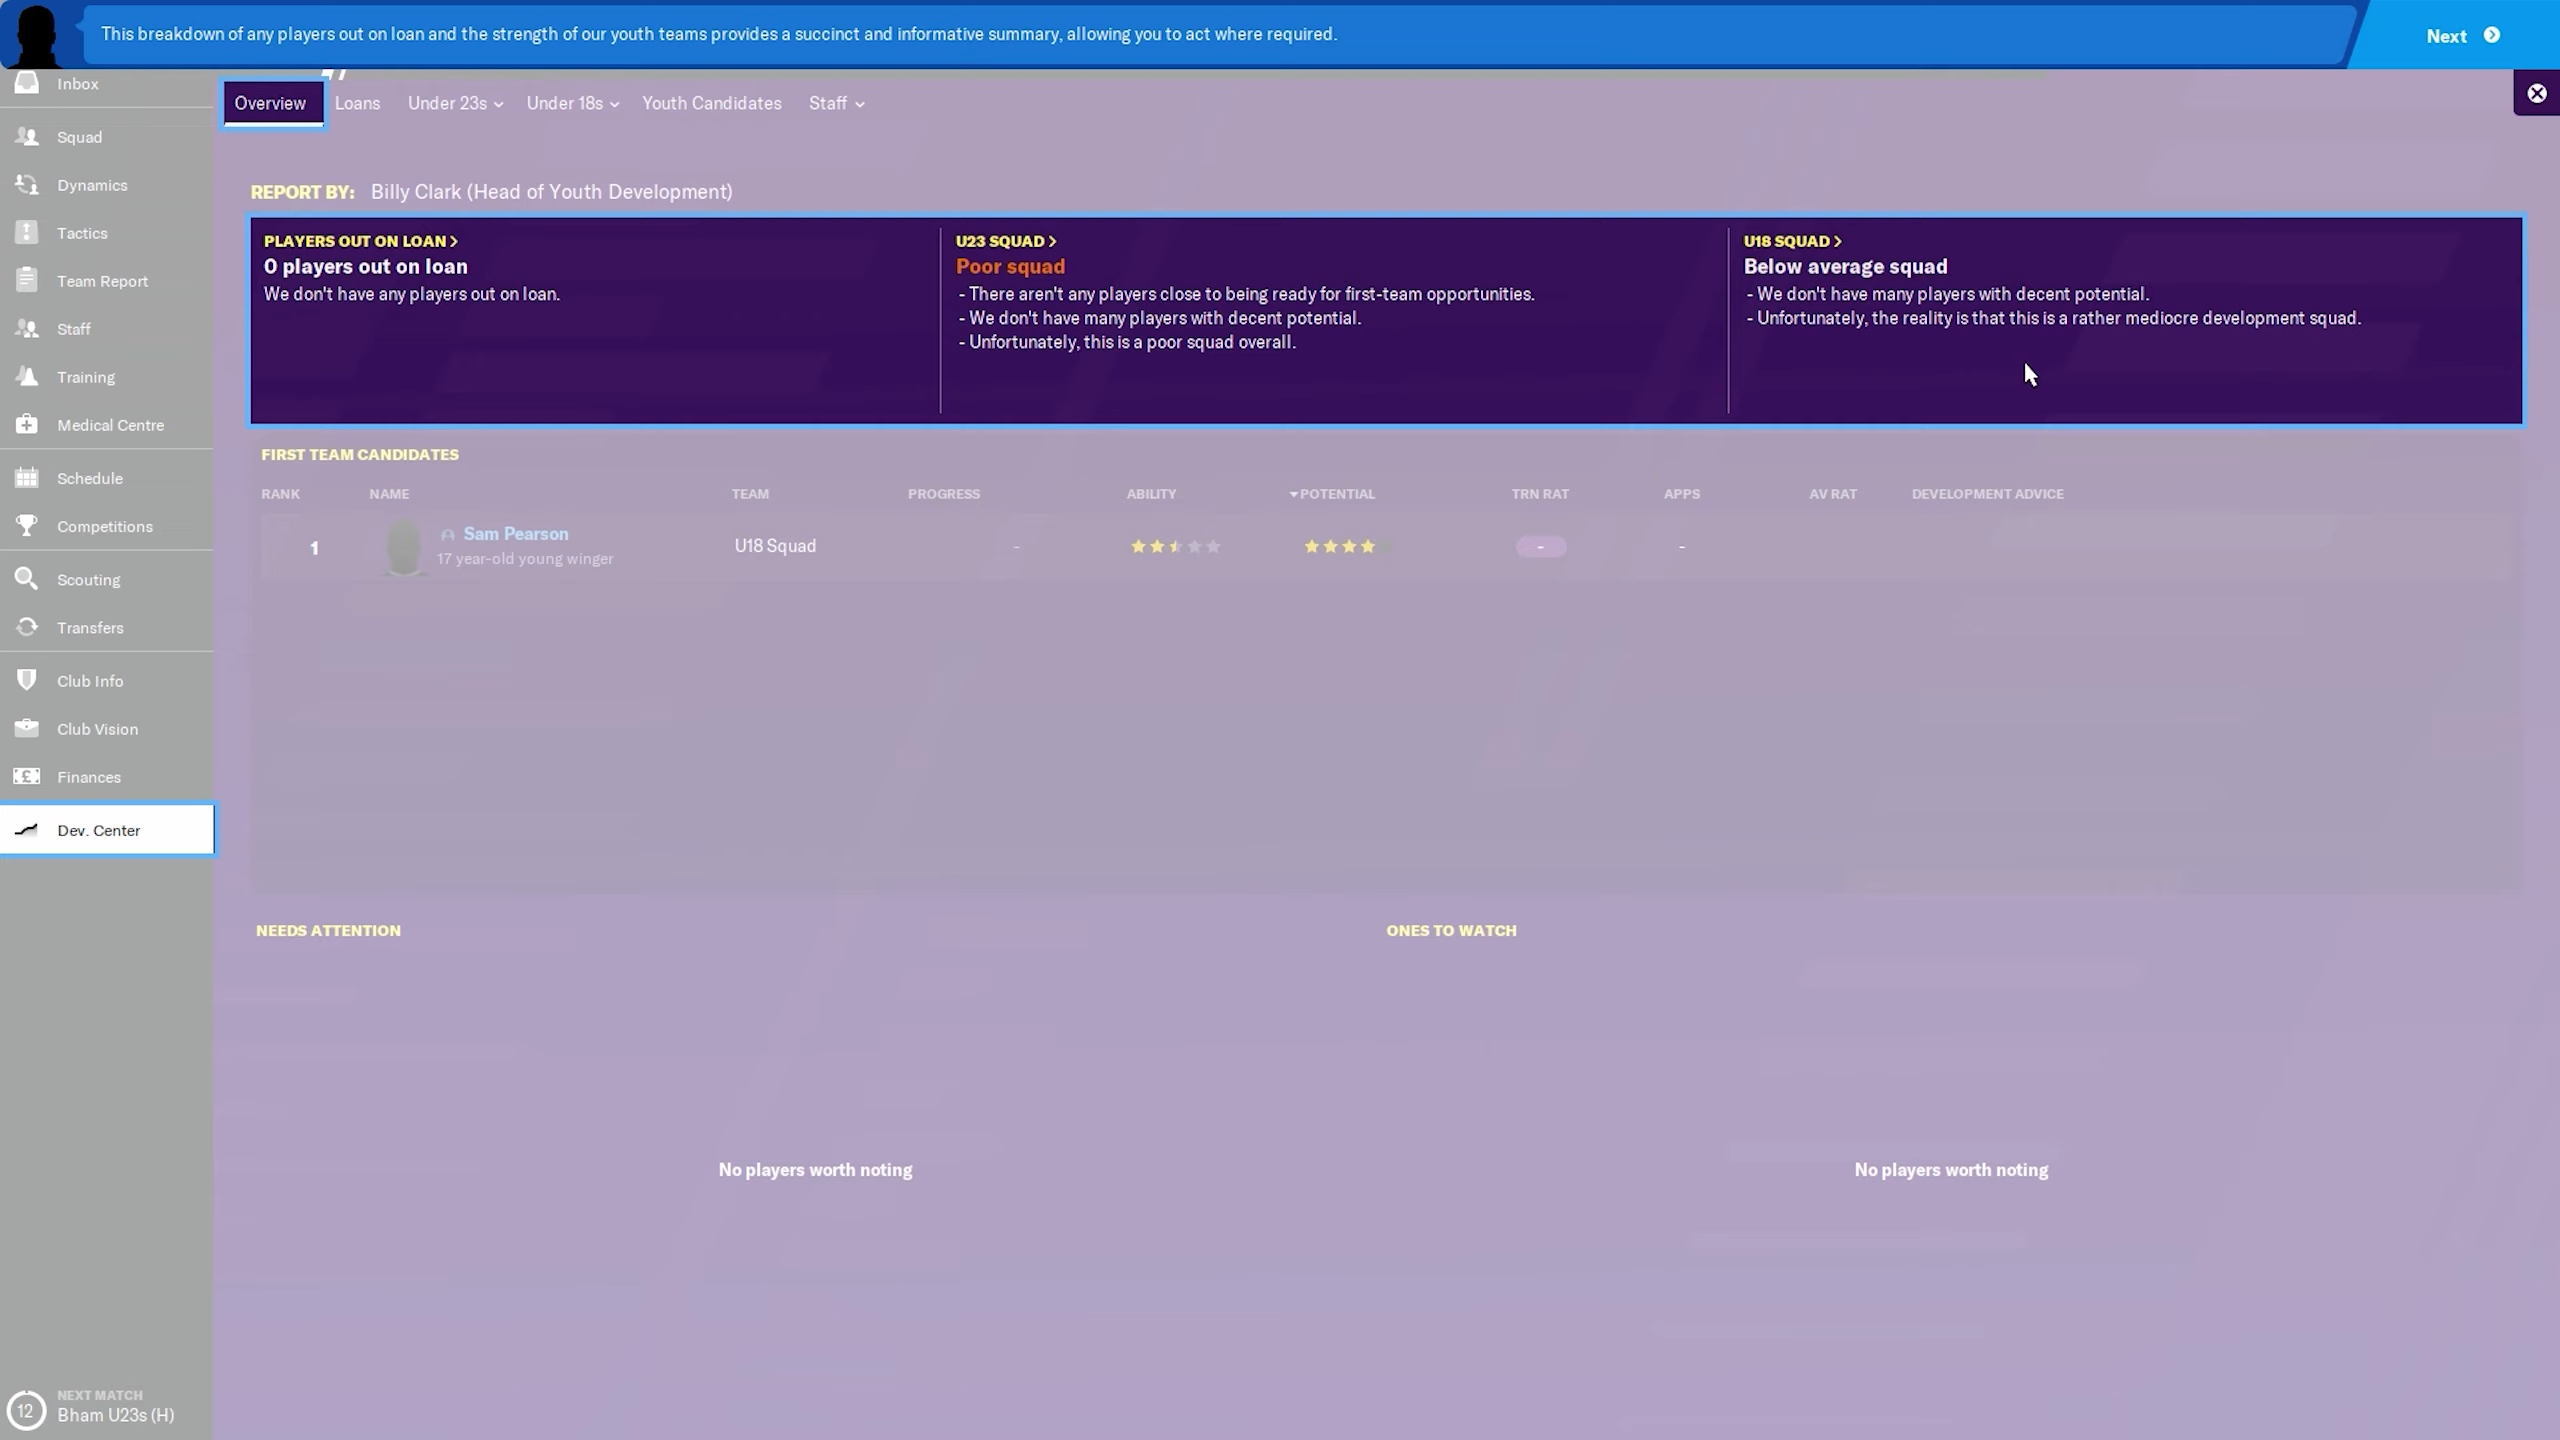 This breakdown of any players out on loan and the strength of our youth teams provides a succinct and informative summary, allowing you to act where required.
Next
Inbox
Squad
Dynamics
Tactics
Team Report
Staff
Training
Medical Centre
Schedule
Competitions
Scouting
Transfers
Club Info
Club Vision
Finances
Dev. Center
NEXT MATCH
12
Bham U23s (H)
Overview Loans Under 23s Under 18s Youth Candidates Staff
REPORT BY: Billy Clark (Head of Youth Development)
PLAYERS OUT ON LOAN >
0 players out on loan
We don't have any players out on loan.
U23 SQUAD >
Poor squad
- There aren't any players close to being ready for first-team opportunities.
- We don't have many players with decent potential.
- Unfortunately, this is a poor squad overall.
U18 SQUAD >
Below average squad
- We don't have many players with decent potential.
- Unfortunately, the reality is that this is a rather mediocre development squad.
FIRST TEAM CANDIDATES
RANK NAME TEAM PROGRESS ABILITY POTENTIAL TRN RAT APPS AV RAT DEVELOPMENT ADVICE
1 Sam Pearson U18 Squad - - -
17 year-old young winger
NEEDS ATTENTION
No players worth noting
ONES TO WATCH
No players worth noting